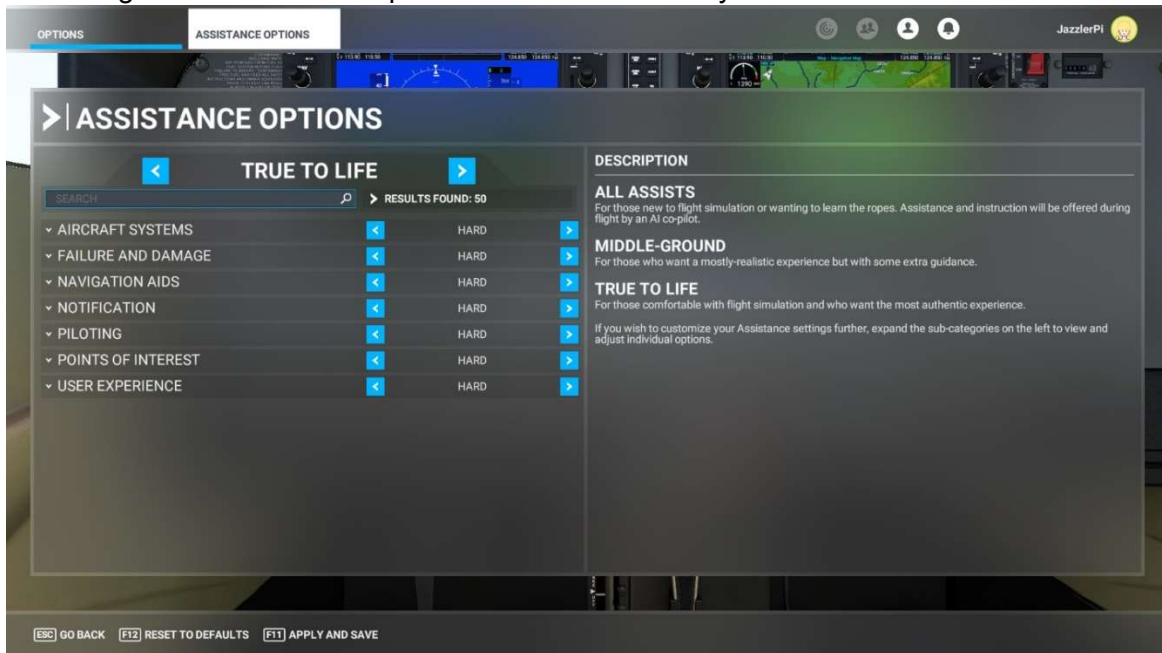 OPTIONS
ASSISTANCE OPTIONS
JazzlerPi
ASSISTANCE OPTIONS
TRUE TO LIFE
SEARCH
RESULTS FOUND: 50
AIRCRAFT SYSTEMS HARD
FAILURE AND DAMAGE HARD
NAVIGATION AIDS HARD
NOTIFICATION HARD
PILOTING HARD
POINTS OF INTEREST HARD
USER EXPERIENCE HARD
DESCRIPTION
ALL ASSISTS
For those new to flight simulation or wanting to learn the ropes. Assistance and instruction will be offered during
flight by an AI co-pilot.
MIDDLE-GROUND
For those who want a mostly-realistic experience but with some extra guidance.
TRUE TO LIFE
For those comfortable with flight simulation and who want the most authentic experience.
If you wish to customize your Assistance settings further, expand the sub-categories on the left to view and
adjust individual options.
ESC GO BACK F12 RESET TO DEFAULTS F11 APPLY AND SAVE